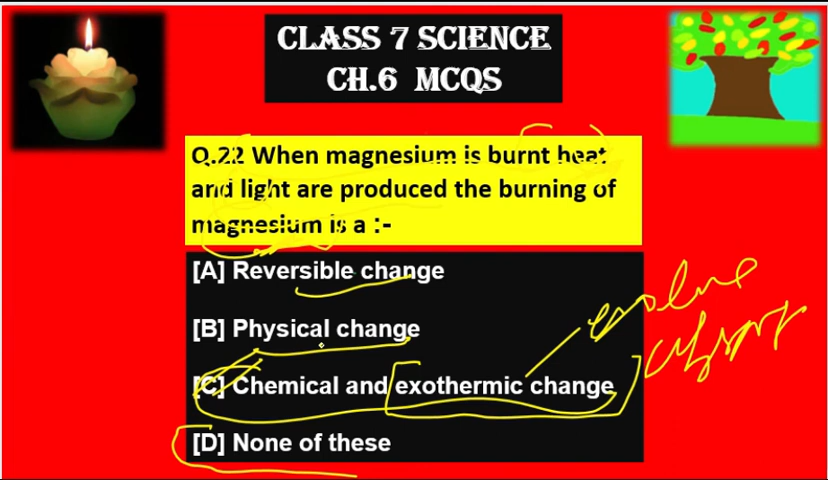 CLASS 7 SCIENCE
CH.6 MCQS
Q.22 When magnesium is burnt heat
and light are produced the burning of
magnesium is a :-
[A] Reversible change
[B] Physical change
[C] Chemical and exothermic change
[D] None of these